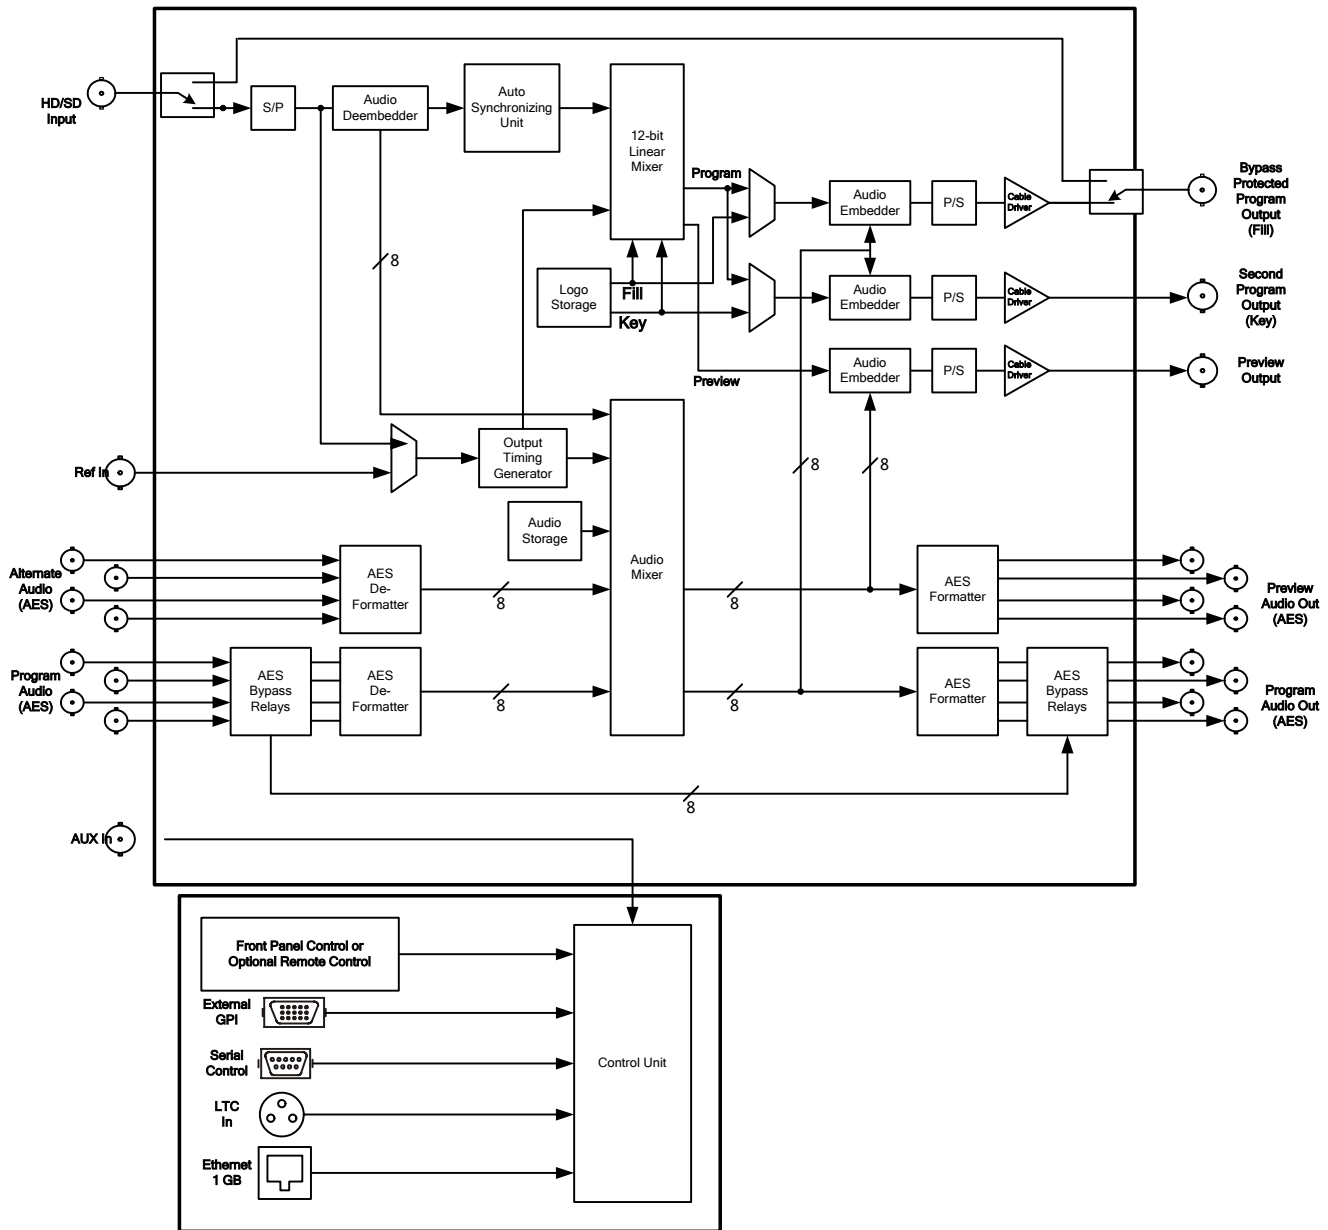 HD/SD
Input
S/P
Audio
Deembedder
Auto
Synchronizing
Unit
12-bit
Linear
Mixer
Program
Audio
Embedder
P/S
Cable
Driver
Bypass
Protected
Program
Output
(Fill)
8
Logo
Storage
Fill
Key
Audio
Embedder
P/S
Cable
Driver
Second
Program
Output
(Key)
Preview
Audio
Embedder
P/S
Cable
Driver
Preview
Output
Ref In
Output
Timing
Generator
8
8
Audio
Storage
Audio
Mixer
Alternate
Audio
(AES)
AES
De-
Formatter
8
8
AES
Formatter
Preview
Audio Out
(AES)
Program
Audio
(AES)
AES
Bypass
Relays
AES
De-
Formatter
8
8
AES
Formatter
AES
Bypass
Relays
Program
Audio Out
(AES)
8
AUX In
Front Panel Control or
Optional Remote Control
External
GPI
Serial
Control
Control Unit
LTC
In
Ethernet
1 GB